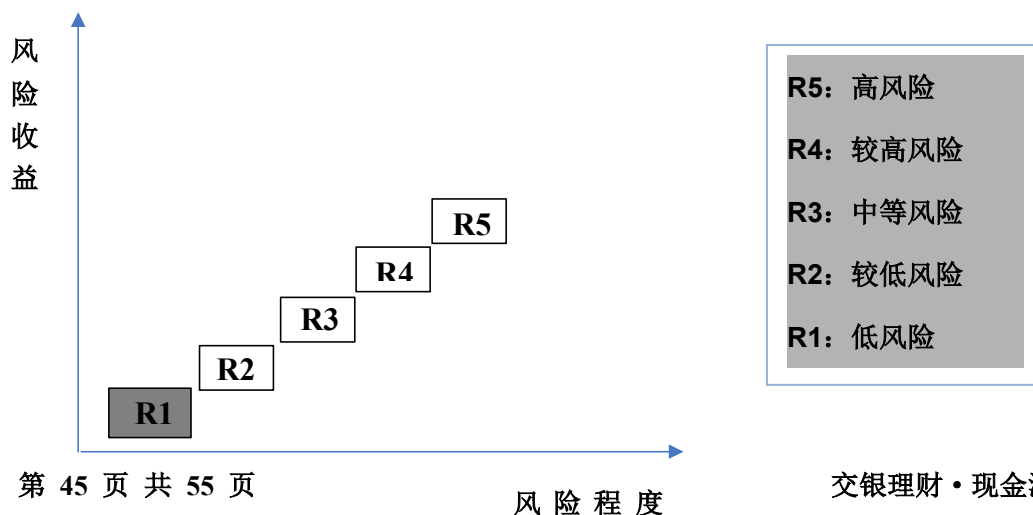 风
险
收
益
R5：高风险
R4：较高风险
R3：中等风险
R2：较低风险
R1：低风险
R5
R4
R3
R2
R1
第 45 页 共 55 页
风 险 程 度
交银理财·现金